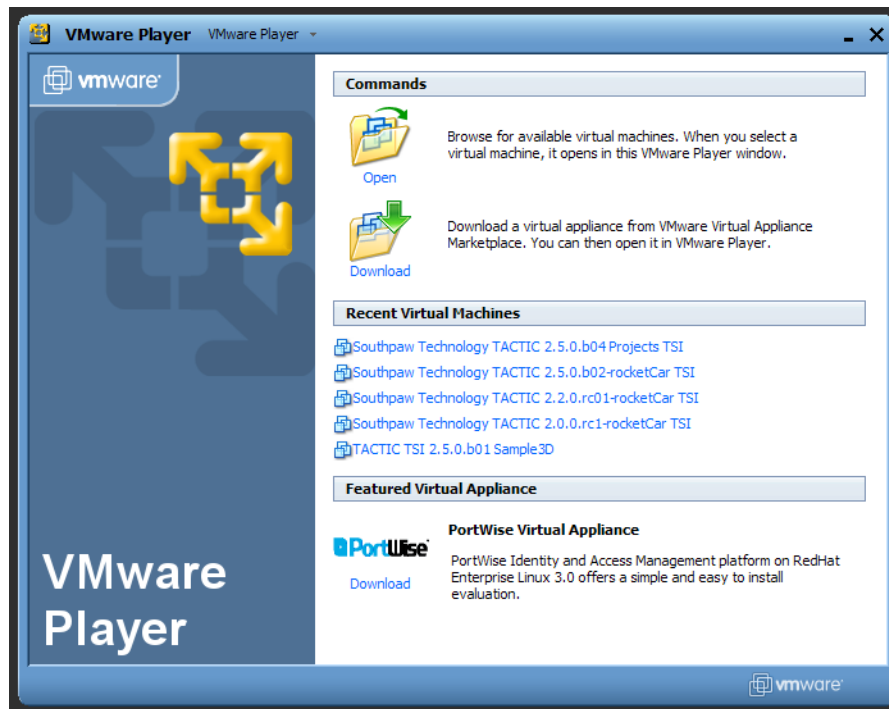 VMware Player VMware Player
vmware
Commands
Browse for available virtual machines. When you select a
virtual machine, it opens in this VMware Player window.
Open
Download a virtual appliance from VMware Virtual Appliance
Marketplace. You can then open it in VMware Player.
Download
Recent Virtual Machines
Southpaw Technology TACTIC 2.5.0.b04 Projects TSI
Southpaw Technology TACTIC 2.5.0.b02-rocketCar TSI
Southpaw Technology TACTIC 2.2.0.rc01-rocketCar TSI
Southpaw Technology TACTIC 2.0.0.rc1-rocketCar TSI
TACTIC TSI 2.5.0.b01 Sample3D
Featured Virtual Appliance
PortWise
PortWise Virtual Appliance
PortWise Identity and Access Management platform on RedHat
Enterprise Linux 3.0 offers a simple and easy to install
evaluation.
Download
VMware
Player
vmware